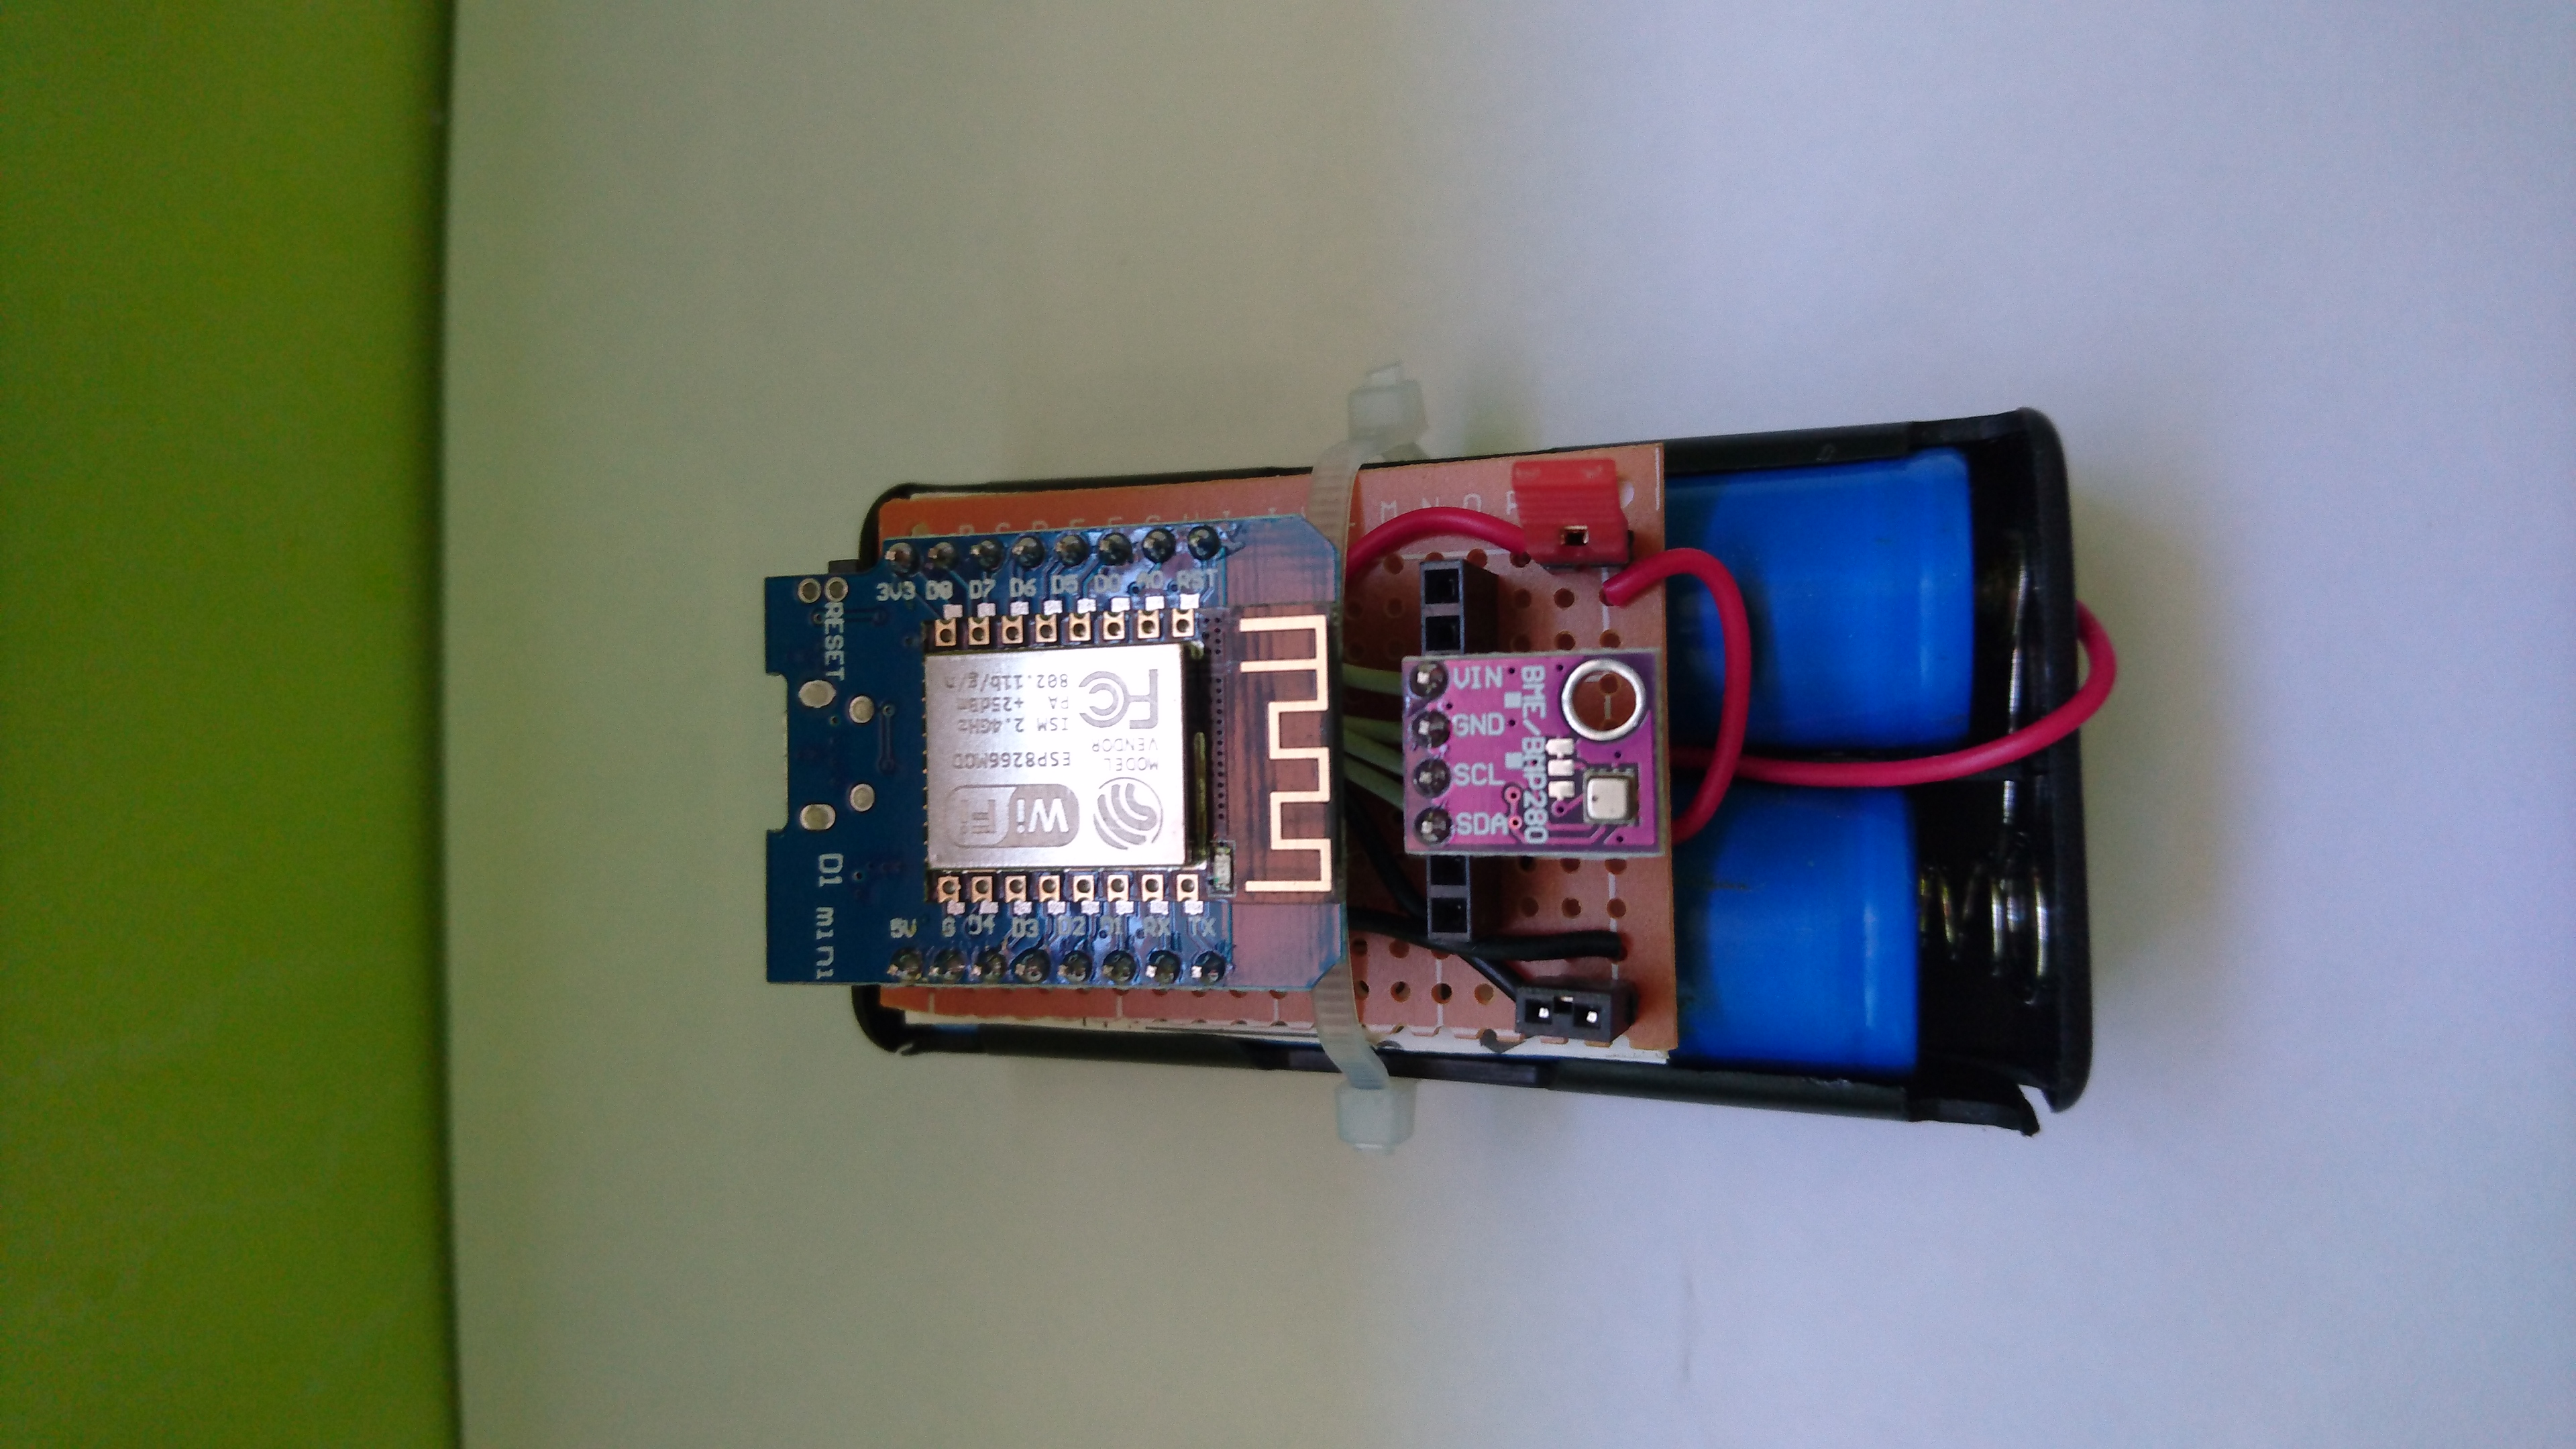 D1 mini
RESET
5V
G
D4
D3
D2
D1
RX
TX
3V3
D8
D7
D6
D5
D0
A0
RST
WiFi
MODEL ESP8266MOD
VENDOR
ISM 2.4GHz
PA +25dBm
802.11b/g/n
FC
SDA
SCL
GND
VIN
BME/BMP280
M
N
O
P